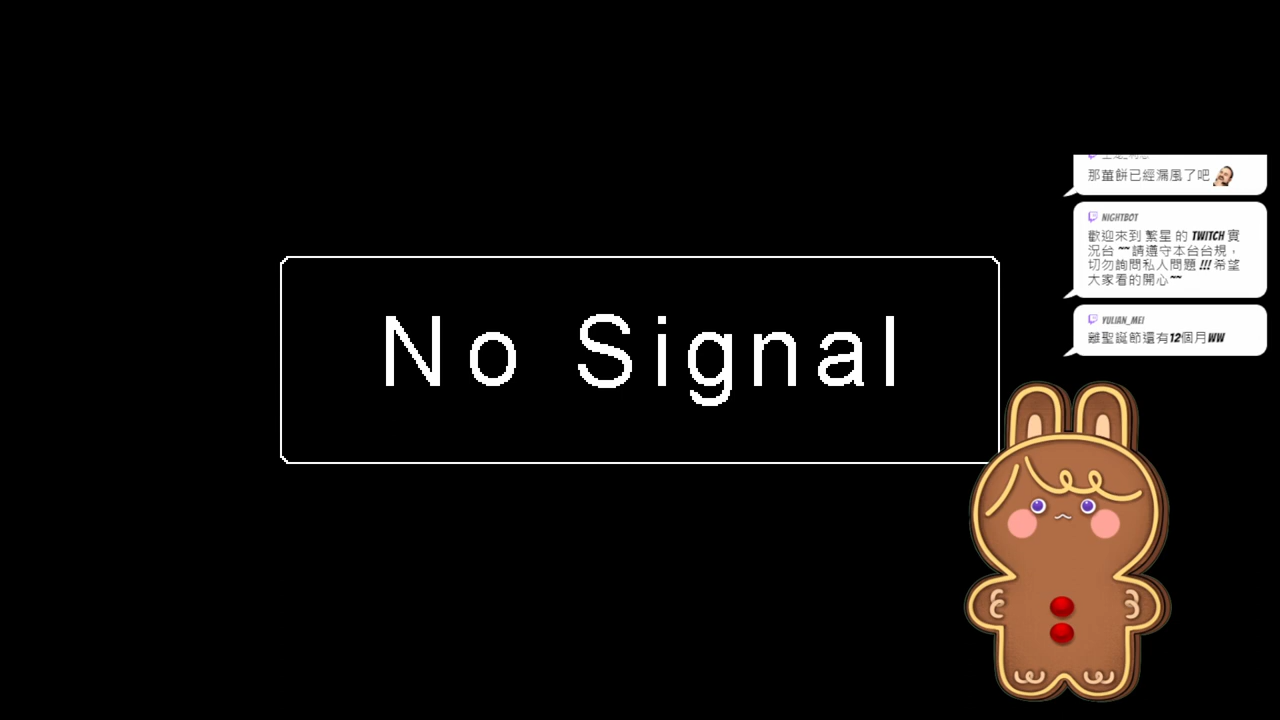 No Signal
那薑餅已經漏風了吧
NIGHTBOT
歡迎來到 繁星 的 TWITCH 實
況台 ~~請遵守本台台規，
切勿詢問私人問題 !!! 希望
大家看的開心~~
YULIAN_MEI
離聖誕節還有12個月WW